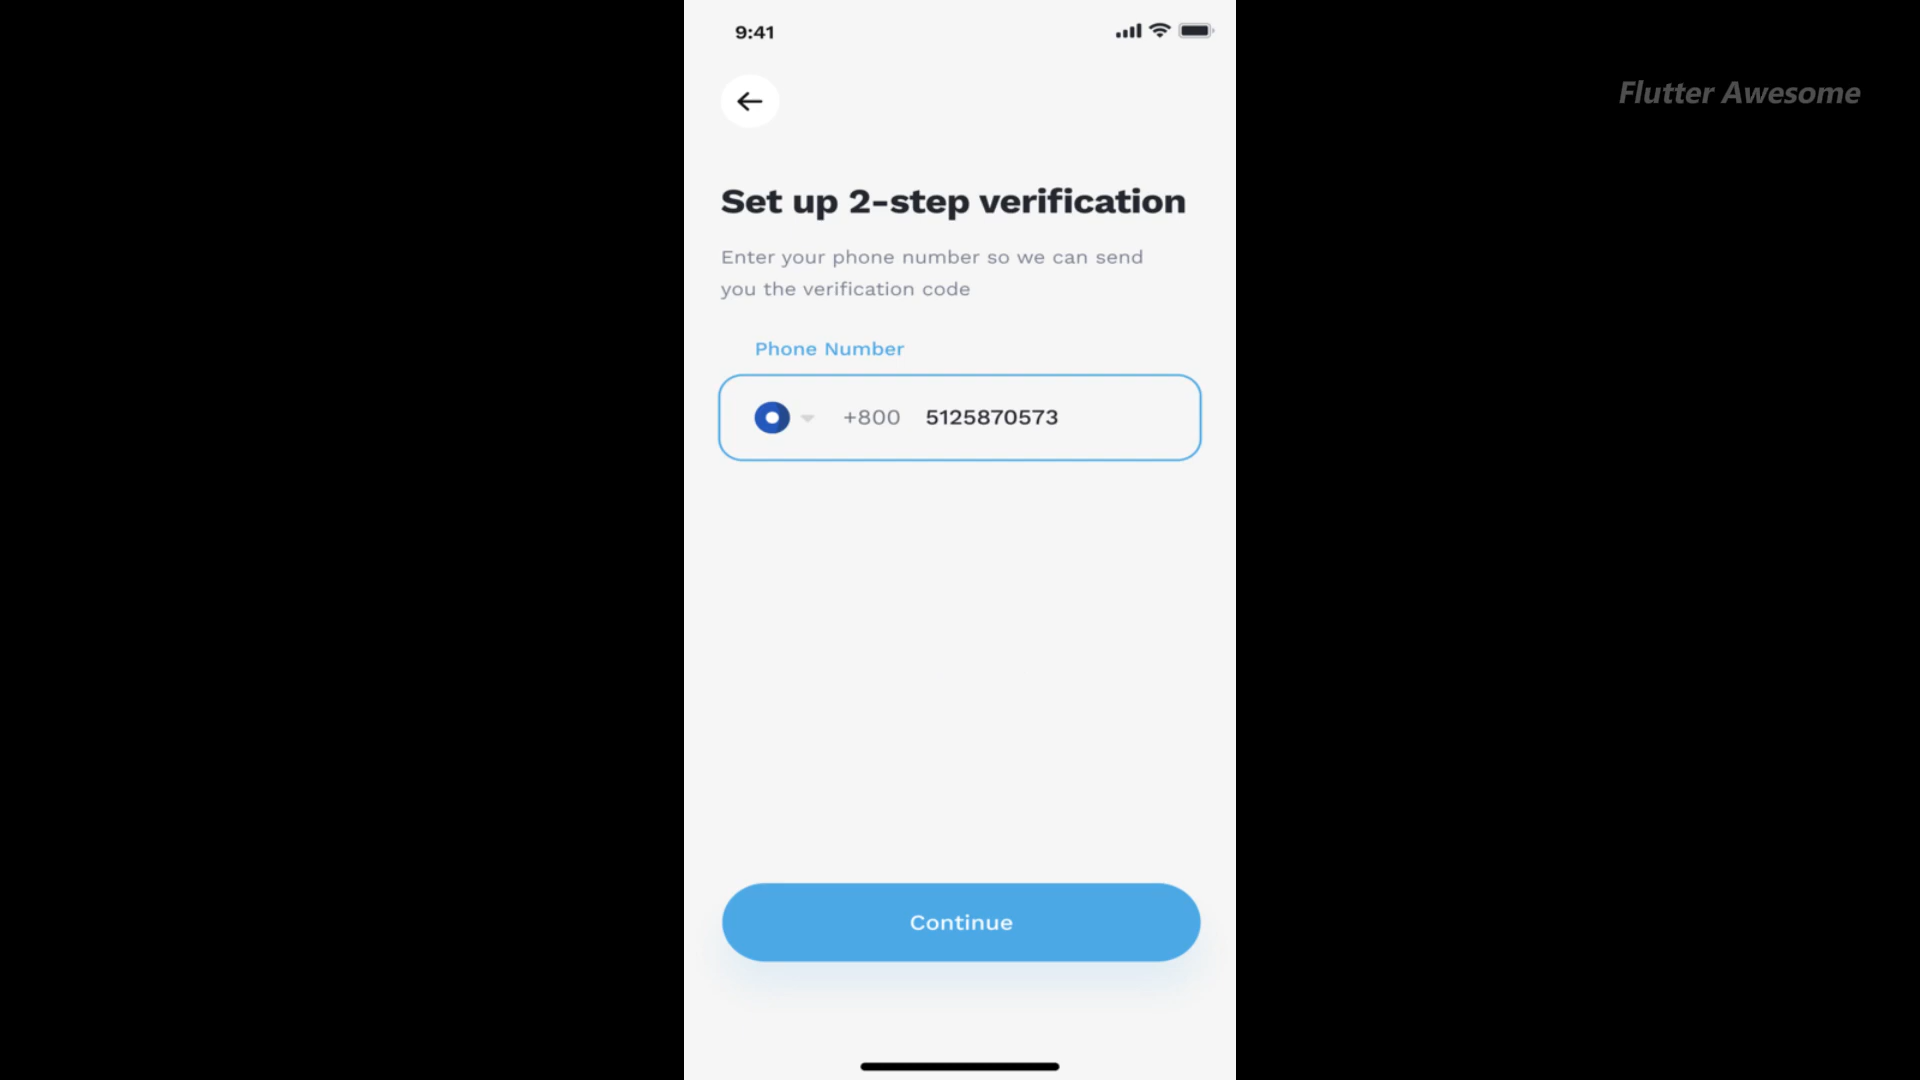 9:41
Flutter Awesome
Set up 2-step verification
Enter your phone number so we can send
you the verification code
Phone Number
+800 5125870573
Continue